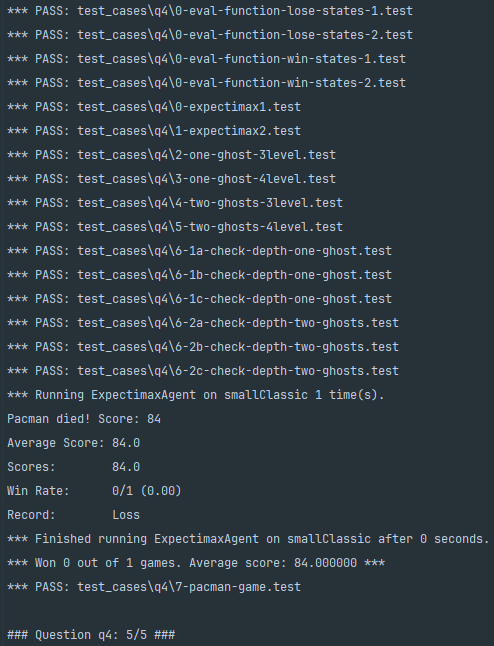 *** PASS: test_cases\q4\0-eval-function-lose-states-1.test
*** PASS: test_cases\q4\0-eval-function-lose-states-2.test
*** PASS: test_cases\q4\0-eval-function-win-states-1.test
*** PASS: test_cases\q4\0-eval-function-win-states-2.test
*** PASS: test_cases\q4\0-expectimax1.test
*** PASS: test_cases\q4\1-expectimax2.test
*** PASS: test_cases\q4\2-one-ghost-3level.test
*** PASS: test_cases\q4\3-one-ghost-4level.test
*** PASS: test_cases\q4\4-two-ghosts-3level.test
*** PASS: test_cases\q4\5-two-ghosts-4level.test
*** PASS: test_cases\q4\6-1a-check-depth-one-ghost.test
*** PASS: test_cases\q4\6-1b-check-depth-one-ghost.test
*** PASS: test_cases\q4\6-1c-check-depth-one-ghost.test
*** PASS: test_cases\q4\6-2a-check-depth-two-ghosts.test
*** PASS: test_cases\q4\6-2b-check-depth-two-ghosts.test
*** PASS: test_cases\q4\6-2c-check-depth-two-ghosts.test
*** Running ExpectimaxAgent on smallClassic 1 time(s).
Pacman died! Score: 84
Average Score: 84.0
Scores:        84.0
Win Rate:      0/1 (0.00)
Record:        Loss
*** Finished running ExpectimaxAgent on smallClassic after 0 seconds.
*** Won 0 out of 1 games. Average score: 84.000000 ***
*** PASS: test_cases\q4\7-pacman-game.test
### Question q4: 5/5 ###